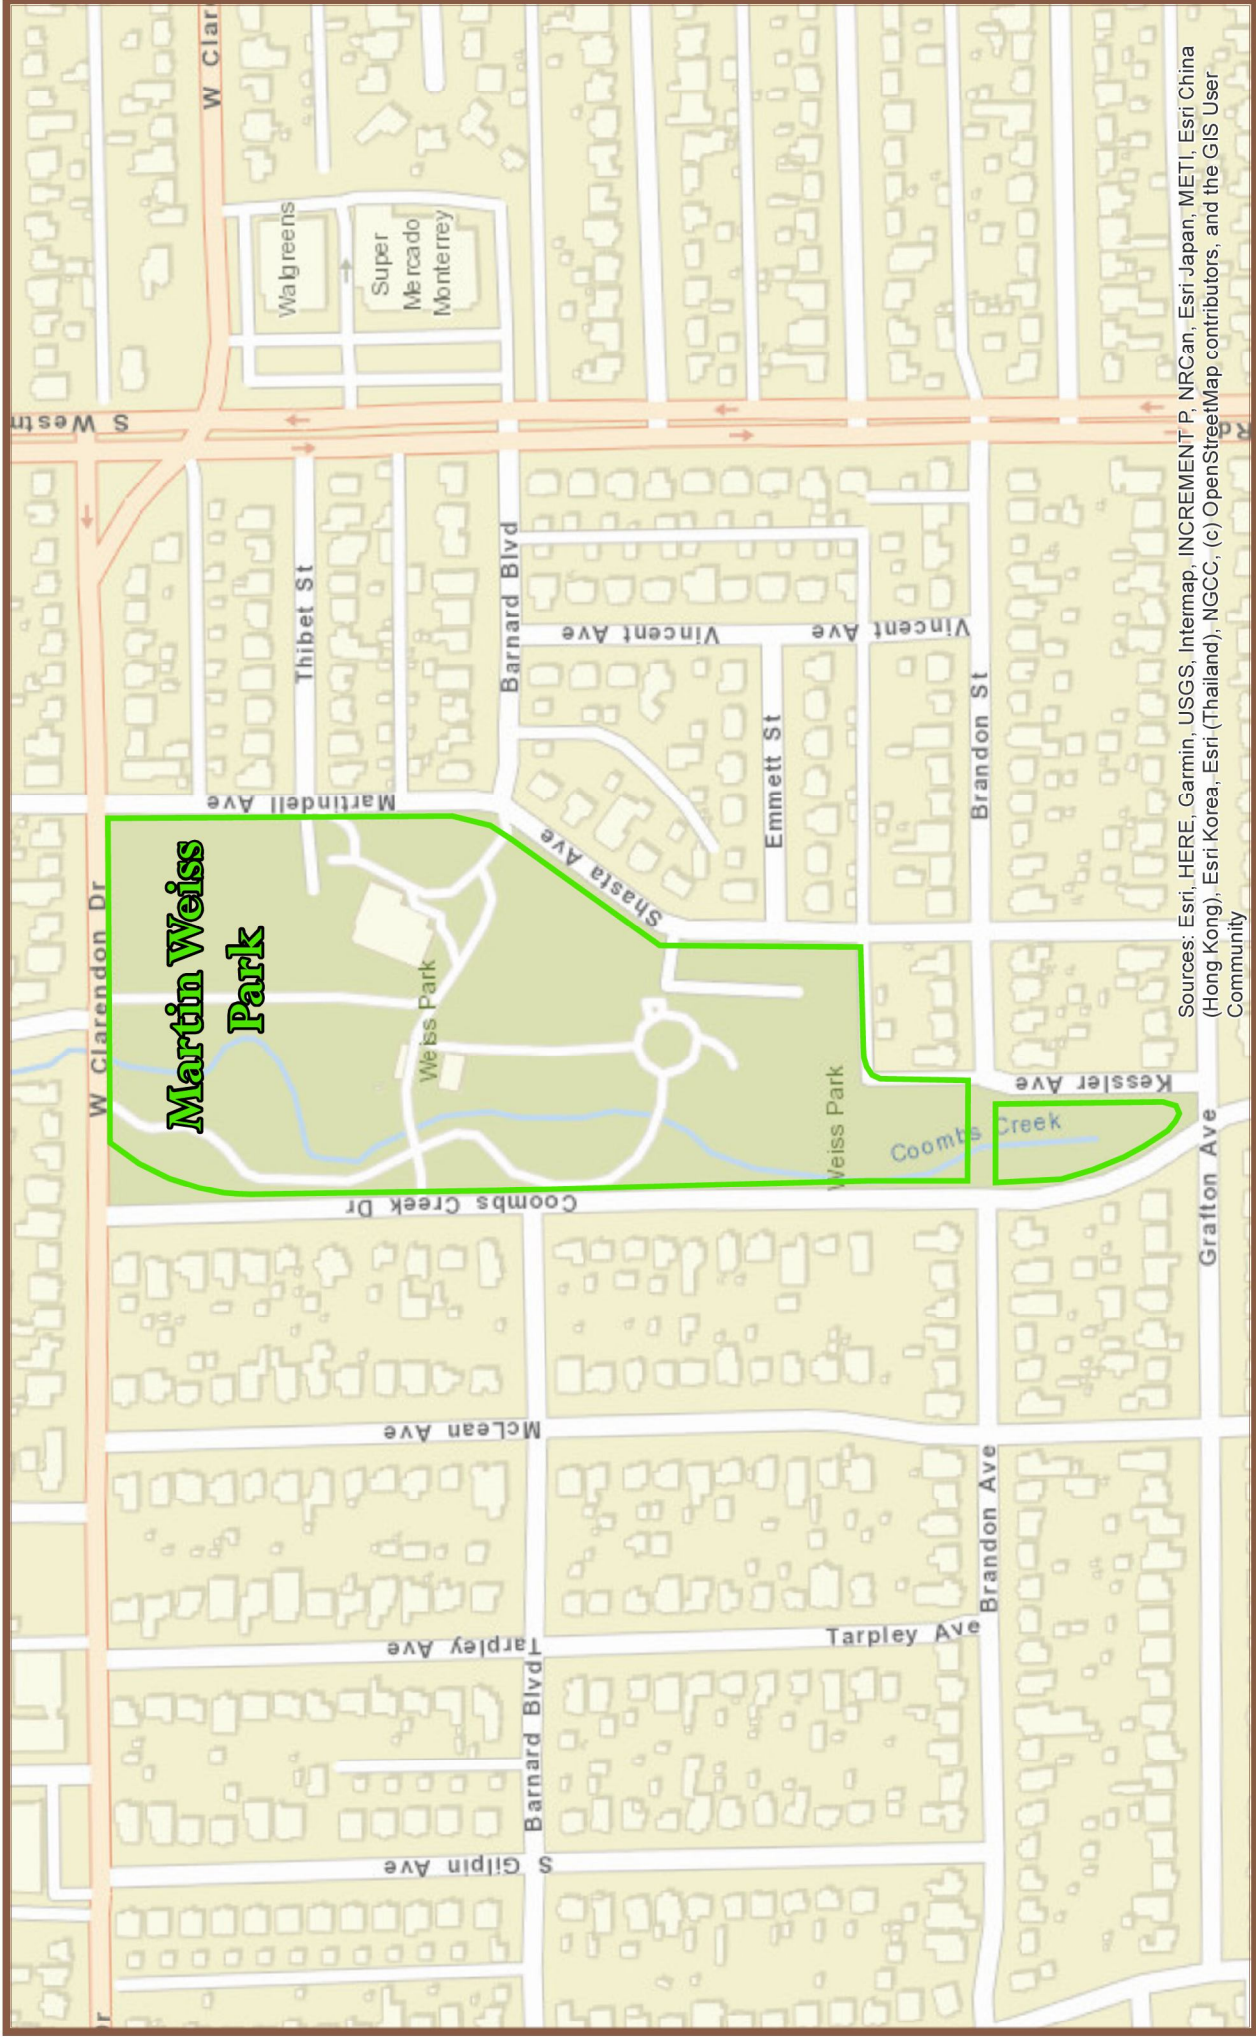 W Clar
Walgreens
Super
Mercado
Monterrey
S Westm
Rd
Thibet St
Barnard Blvd
Vincent Ave
Vincent Ave
Brandon St
Emmett St
Martindell Ave
Shasta Ave
W Clarendon Dr
Martin Weiss
Park
Weiss Park
Weiss Park
Coombs Creek
Kessler Ave
Grafton Ave
Coombs Creek Dr
McLean Ave
Brandon Ave
Tarpley Ave
Tarpley Ave
Barnard Blvd
S Gilpin Ave
Dr
Sources: Esri, HERE, Garmin, USGS, Intermap, INCREMENT P, NRCan, Esri Japan, METI, Esri China
(Hong Kong), Esri Korea, Esri (Thailand), NGCC, (c) OpenStreetMap contributors, and the GIS User
Community